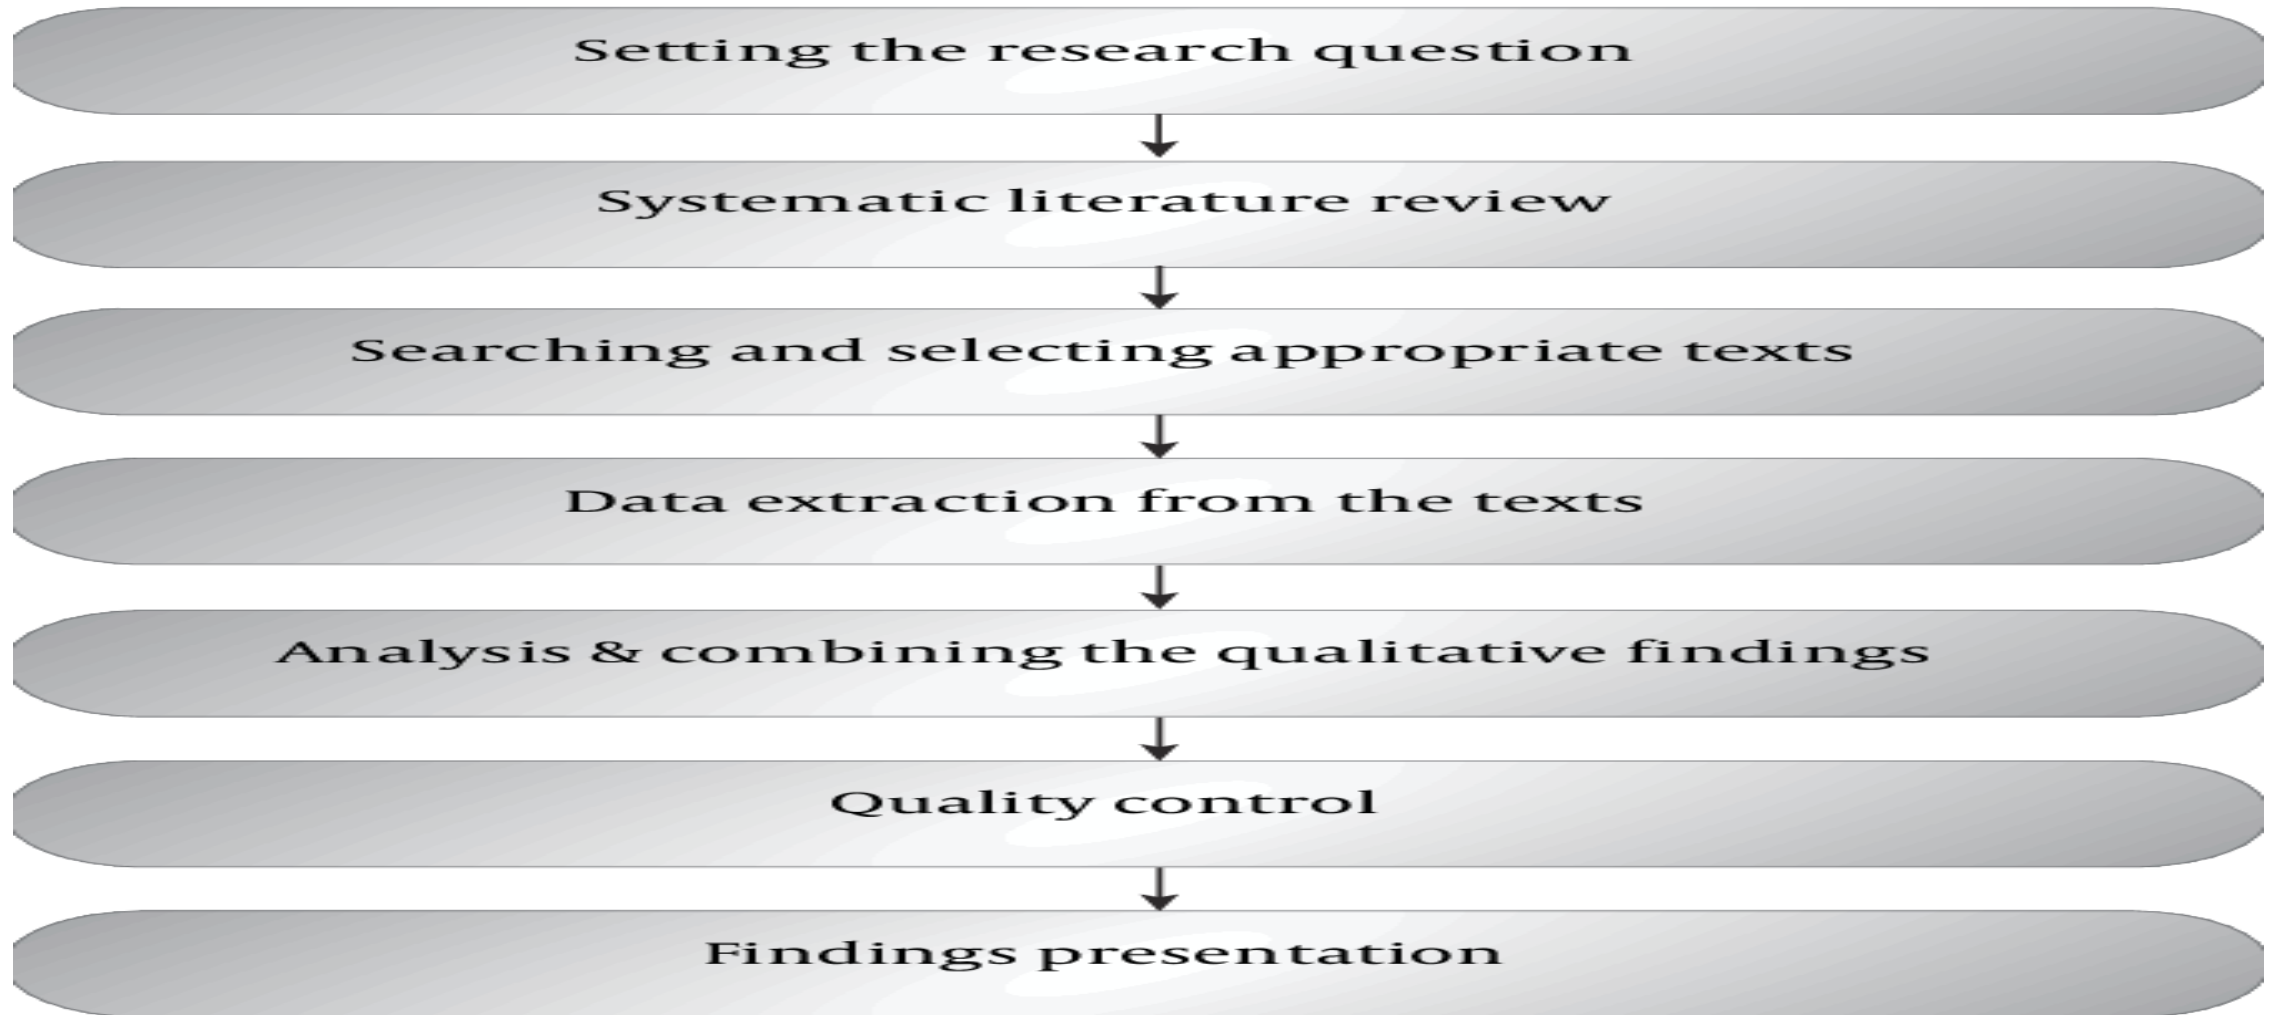 Setting the research question
Systematic literature review
Searching and selecting appropriate texts
Data extraction from the texts
Analysis & combining the qualitative findings
Quality control
Findings presentation